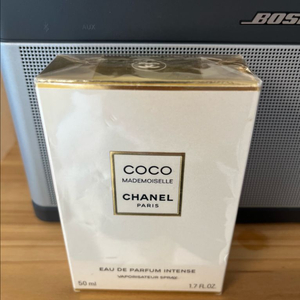 BOSE
COCO
MADEMOISELLE
CHANEL
PARIS
EAU DE PARFUM INTENSE
VAPORISATEUR SPRAY
50 ml
1.7 FL.OZ.